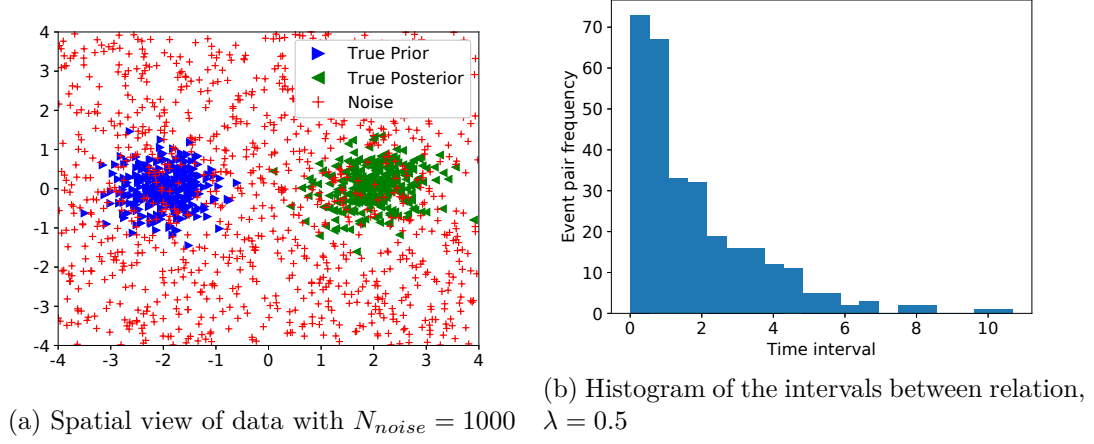 4
3
2
1
0
-1
-2
-3
-4
-4 -3 -2 -1 0 1 2 3 4
True Prior
True Posterior
Noise
(a) Spatial view of data with N_{noise} = 1000
Event pair frequency
70
60
50
40
30
20
10
0
0 2 4 6 8 10
Time interval
(b) Histogram of the intervals between relation,
λ = 0.5